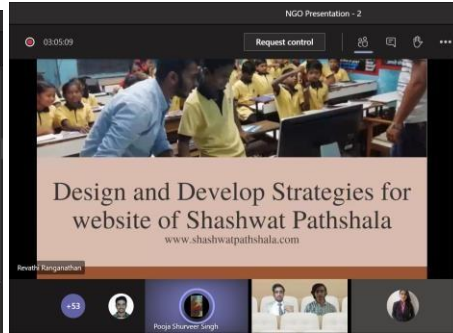 NGO Presentation - 2
03:05:09
Request control
Design and Develop Strategies for
website of Shashwat Pathshala
www.shashwatpathshala.com
Revathi Ranganathan
+53
Pooja Shurveer Singh